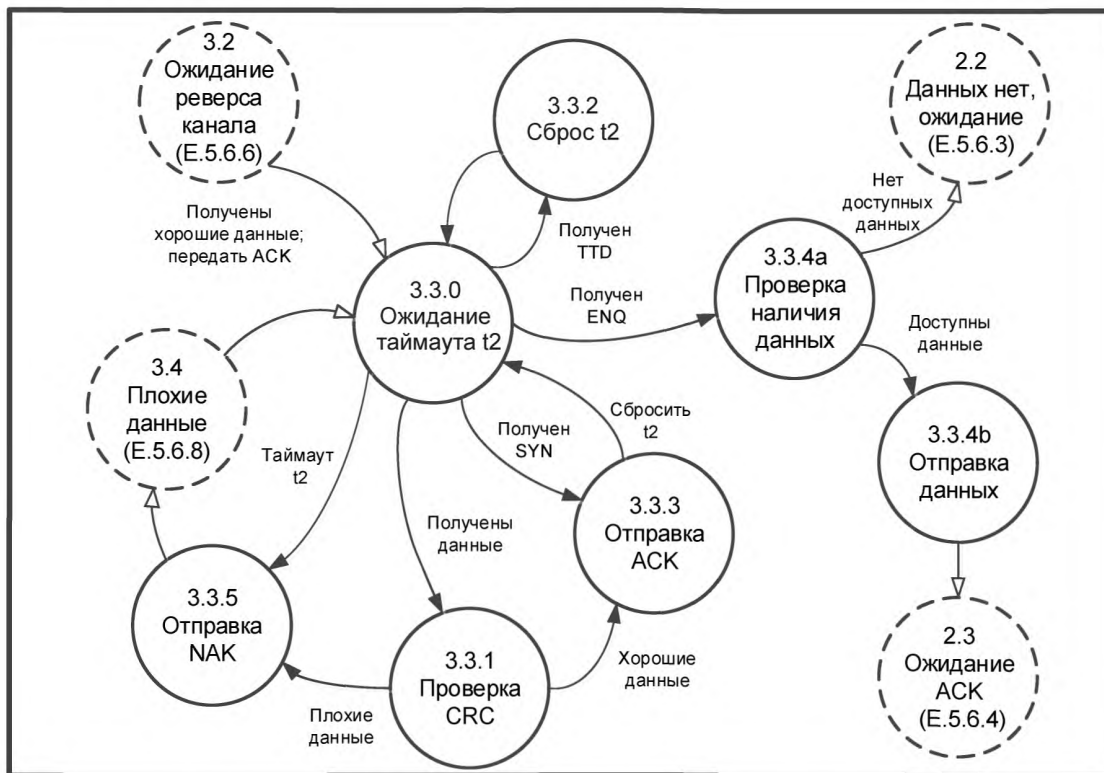 3.2
Ожидание
реверса
канала
(Е.5.6.6)
3.3.2
Сброс t2
2.2
Данных нет,
ожидание
(Е.5.6.3)
Получены
хорошие данные;
передать ACK
Получен
TTD
Нет
доступных
данных
3.3.0
Ожидание
таймаута t2
Получен
ENQ
3.3.4a
Проверка
наличия
данных
Доступны
данные
3.4
Плохие
данные
(Е.5.6.8)
Таймаут
t2
Получен
SYN
Сбросить
t2
3.3.4b
Отправка
данных
Получены
данные
3.3.3
Отправка
ACK
3.3.5
Отправка
NAK
3.3.1
Проверка
CRC
Хорошие
данные
Плохие
данные
2.3
Ожидание
ACK
(Е.5.6.4)